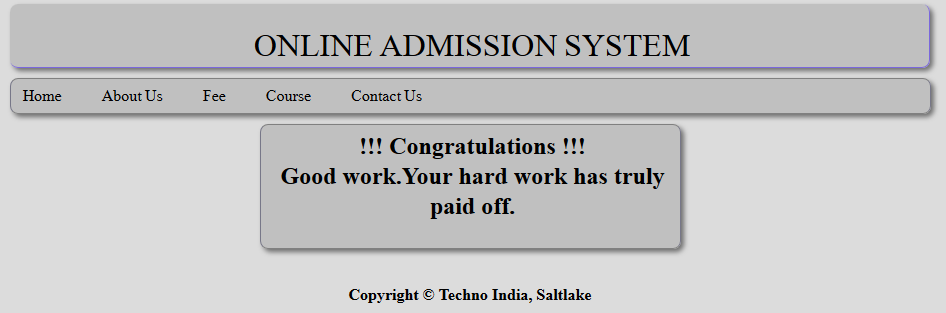 ONLINE ADMISSION SYSTEM
Home About Us Fee Course Contact Us
!!! Congratulations !!!
Good work.Your hard work has truly
paid off.
Copyright © Techno India, Saltlake